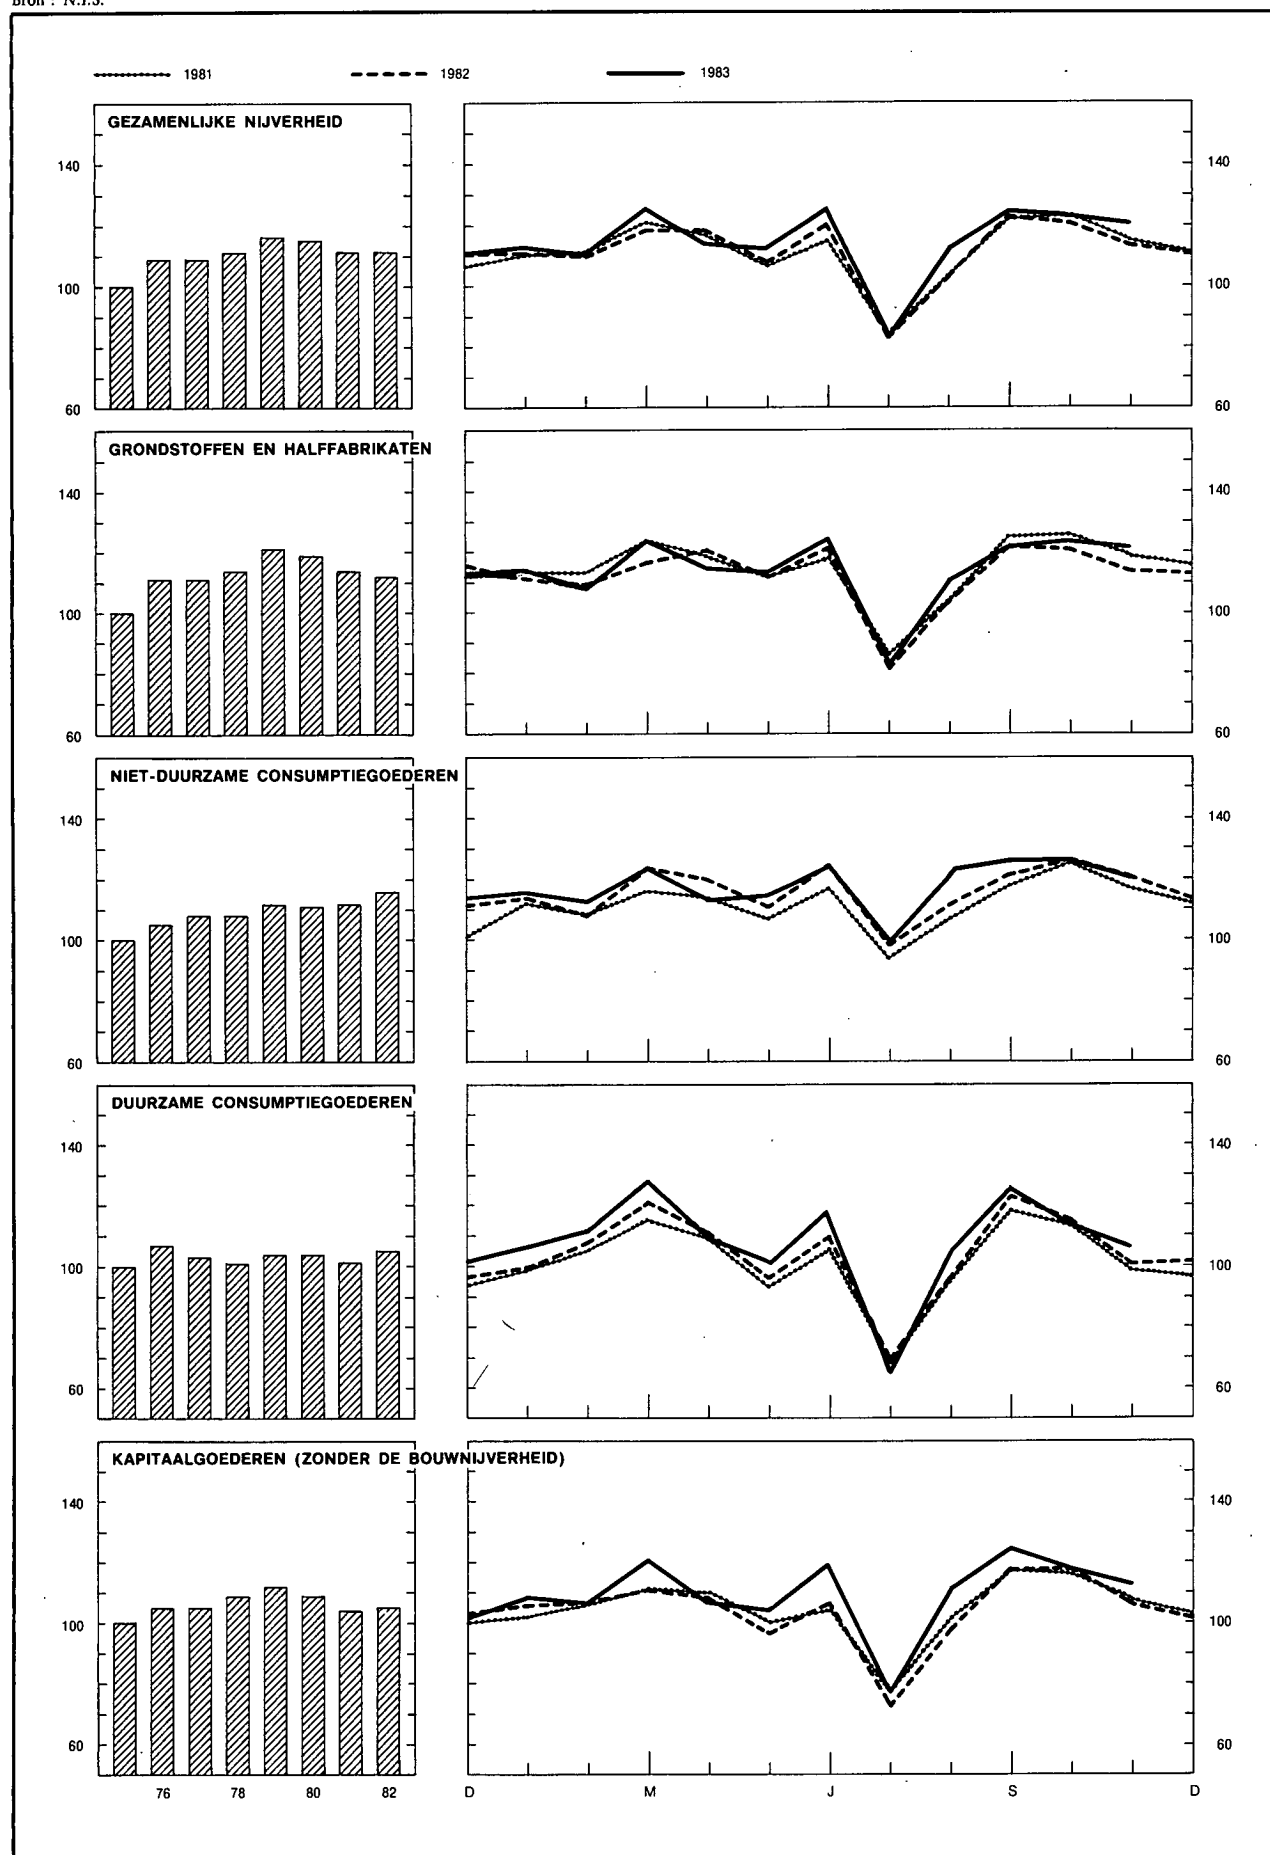 Bron : N.I.S.
1981 1982 1983
GEZAMENLIJKE NIJVERHEID
140 140
100 100
60 60
GRONDSTOFFEN EN HALFFABRIKATEN
140 140
100 100
60 60
NIET-DUURZAME CONSUMPTIEGOEDEREN
140 140
100 100
60 60
DUURZAME CONSUMPTIEGOEDEREN
140 140
100 100
60 60
KAPITAALGOEDEREN (ZONDER DE BOUWNIJVERHEID)
140 140
100 100
60 60
76 78 80 82 D M J S D